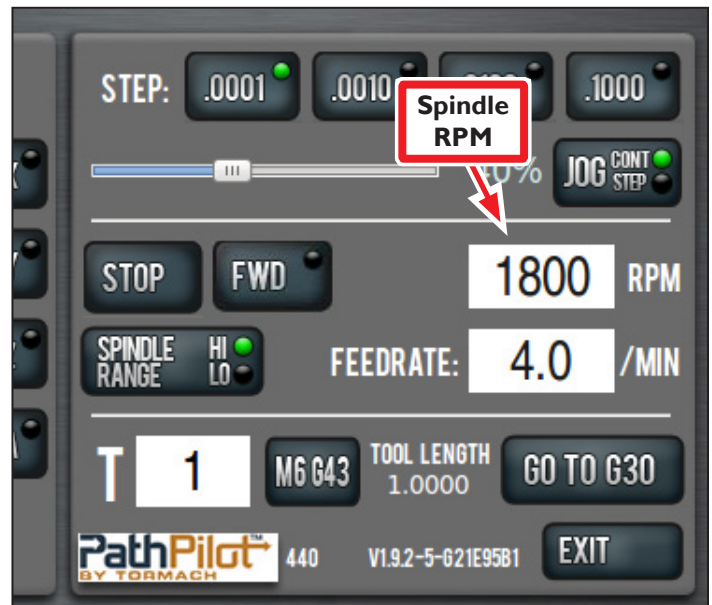 STEP: .0001 .0010 .1000
Spindle
RPM
JOG CONT
STEP
STOP FWD 1800 RPM
SPINDLE HI
RANGE LO
FEEDRATE: 4.0 /MIN
T 1 M6 G43 TOOL LENGTH
1.0000
GO TO G30
PathPilot™
BY TORMACH
440 V1.9.2-5-G21E95B1 EXIT